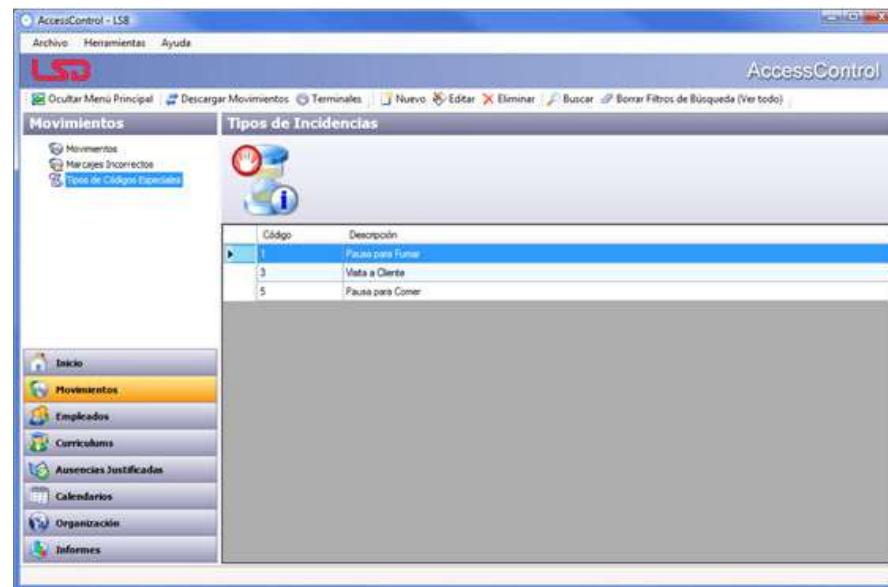 AccessControl - LSB
Archivo Herramientas Ayuda
LSB
AccessControl
Ocultar Menú Principal Descargar Movimientos Terminales Nuevo Editar Eliminar Buscar Borrar Filtros de Búsqueda (Ver todo)
Movimientos
Tipos de Incidencias
Movimientos
Marcajes Incorrectos
Tipos de Códigos Especiales
Código Descripción
1 Pausa para Fumar
3 Visita a Cliente
5 Pausa para Comer
Inicio
Movimientos
Empleados
Curriculums
Ausencias Justificadas
Calendarios
Organización
Informes